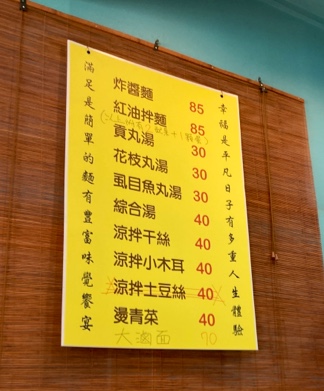 滿足是簡單的麵有豐富味覺饗宴
炸醬麵 85
紅油拌麵 85
貢丸湯 30
花枝丸湯 30
虱目魚丸湯 30
綜合湯 40
涼拌干絲 40
涼拌小木耳 40
涼拌土豆絲 40
燙青菜 40
大滷面 70
幸福是平凡日子有多重人生體驗